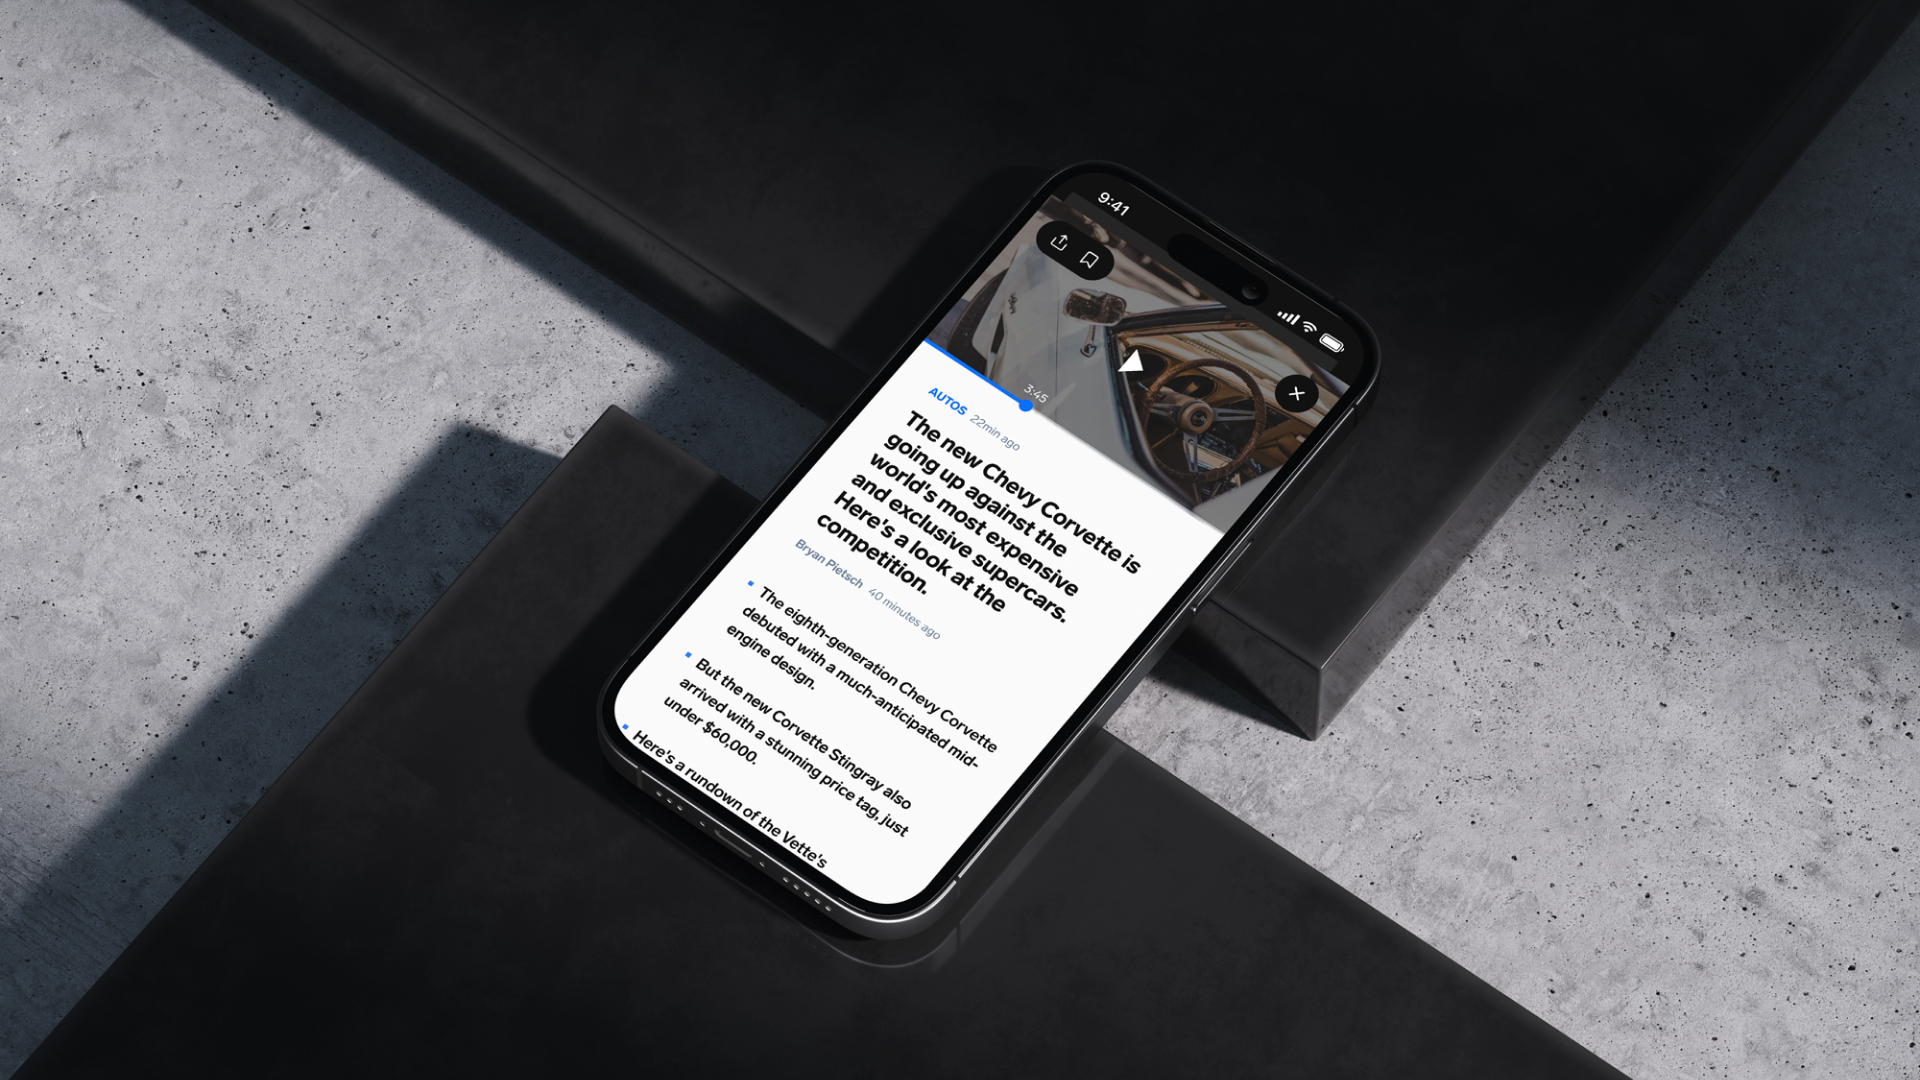 9:41
3:45
AUTOS 22min ago
The new Chevy Corvette is
going up against the
world's most expensive
and exclusive supercars.
Here's a look at the
competition.
Bryan Pietsch 40 minutes ago
The eighth-generation Chevy Corvette
debuted with a much-anticipated mid-
engine design.
But the new Corvette Stingray also
arrived with a stunning price tag, just
under $60,000.
Here's a rundown of the Vette's